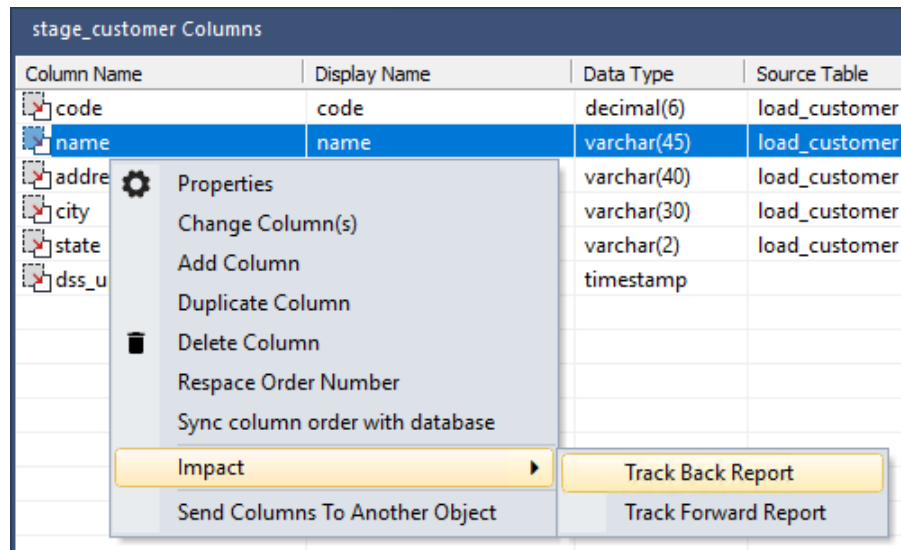 stage_customer Columns
Column Name Display Name Data Type Source Table
code code decimal(6) load_customer
name name varchar(45) load_customer
addre varchar(40) load_customer
city varchar(30) load_customer
state varchar(2) load_customer
dss_u timestamp
Properties
Change Column(s)
Add Column
Duplicate Column
Delete Column
Respace Order Number
Sync column order with database
Impact
Send Columns To Another Object
Track Back Report
Track Forward Report